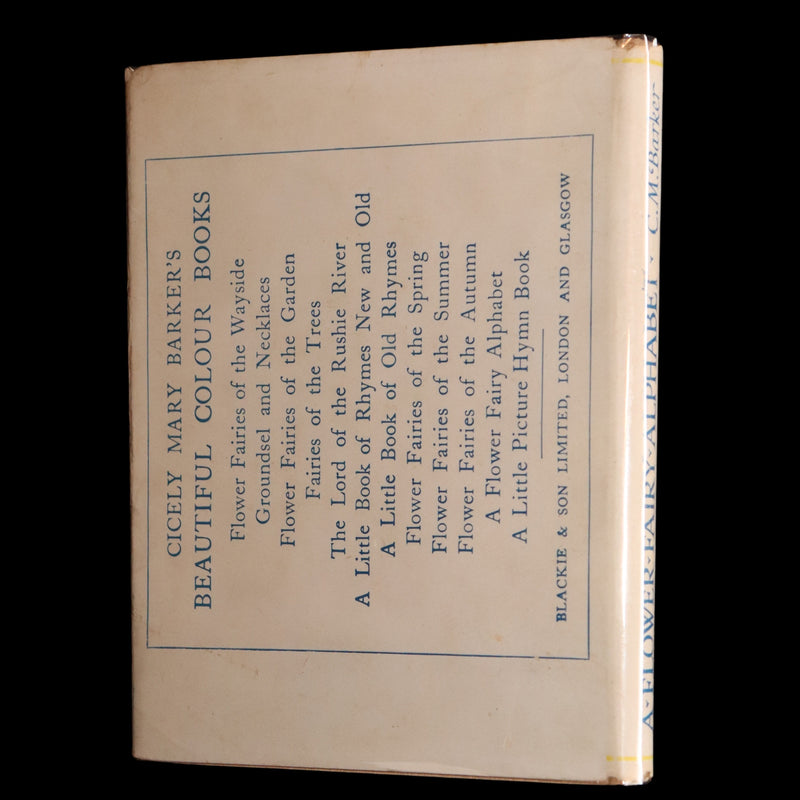 CICELY MARY BARKER'S
BEAUTIFUL COLOUR BOOKS
Flower Fairies of the Wayside
Groundsel and Necklaces
Flower Fairies of the Garden
Fairies of the Trees
The Lord of the Rushie River
A Little Book of Rhymes New and Old
A Little Book of Old Rhymes
Flower Fairies of the Spring
Flower Fairies of the Summer
Flower Fairies of the Autumn
A Flower Fairy Alphabet
A Little Picture Hymn Book
BLACKIE & SON LIMITED, LONDON AND GLASGOW
A·FLOWER·FAIRY·ALPHABET · C.M.Barker